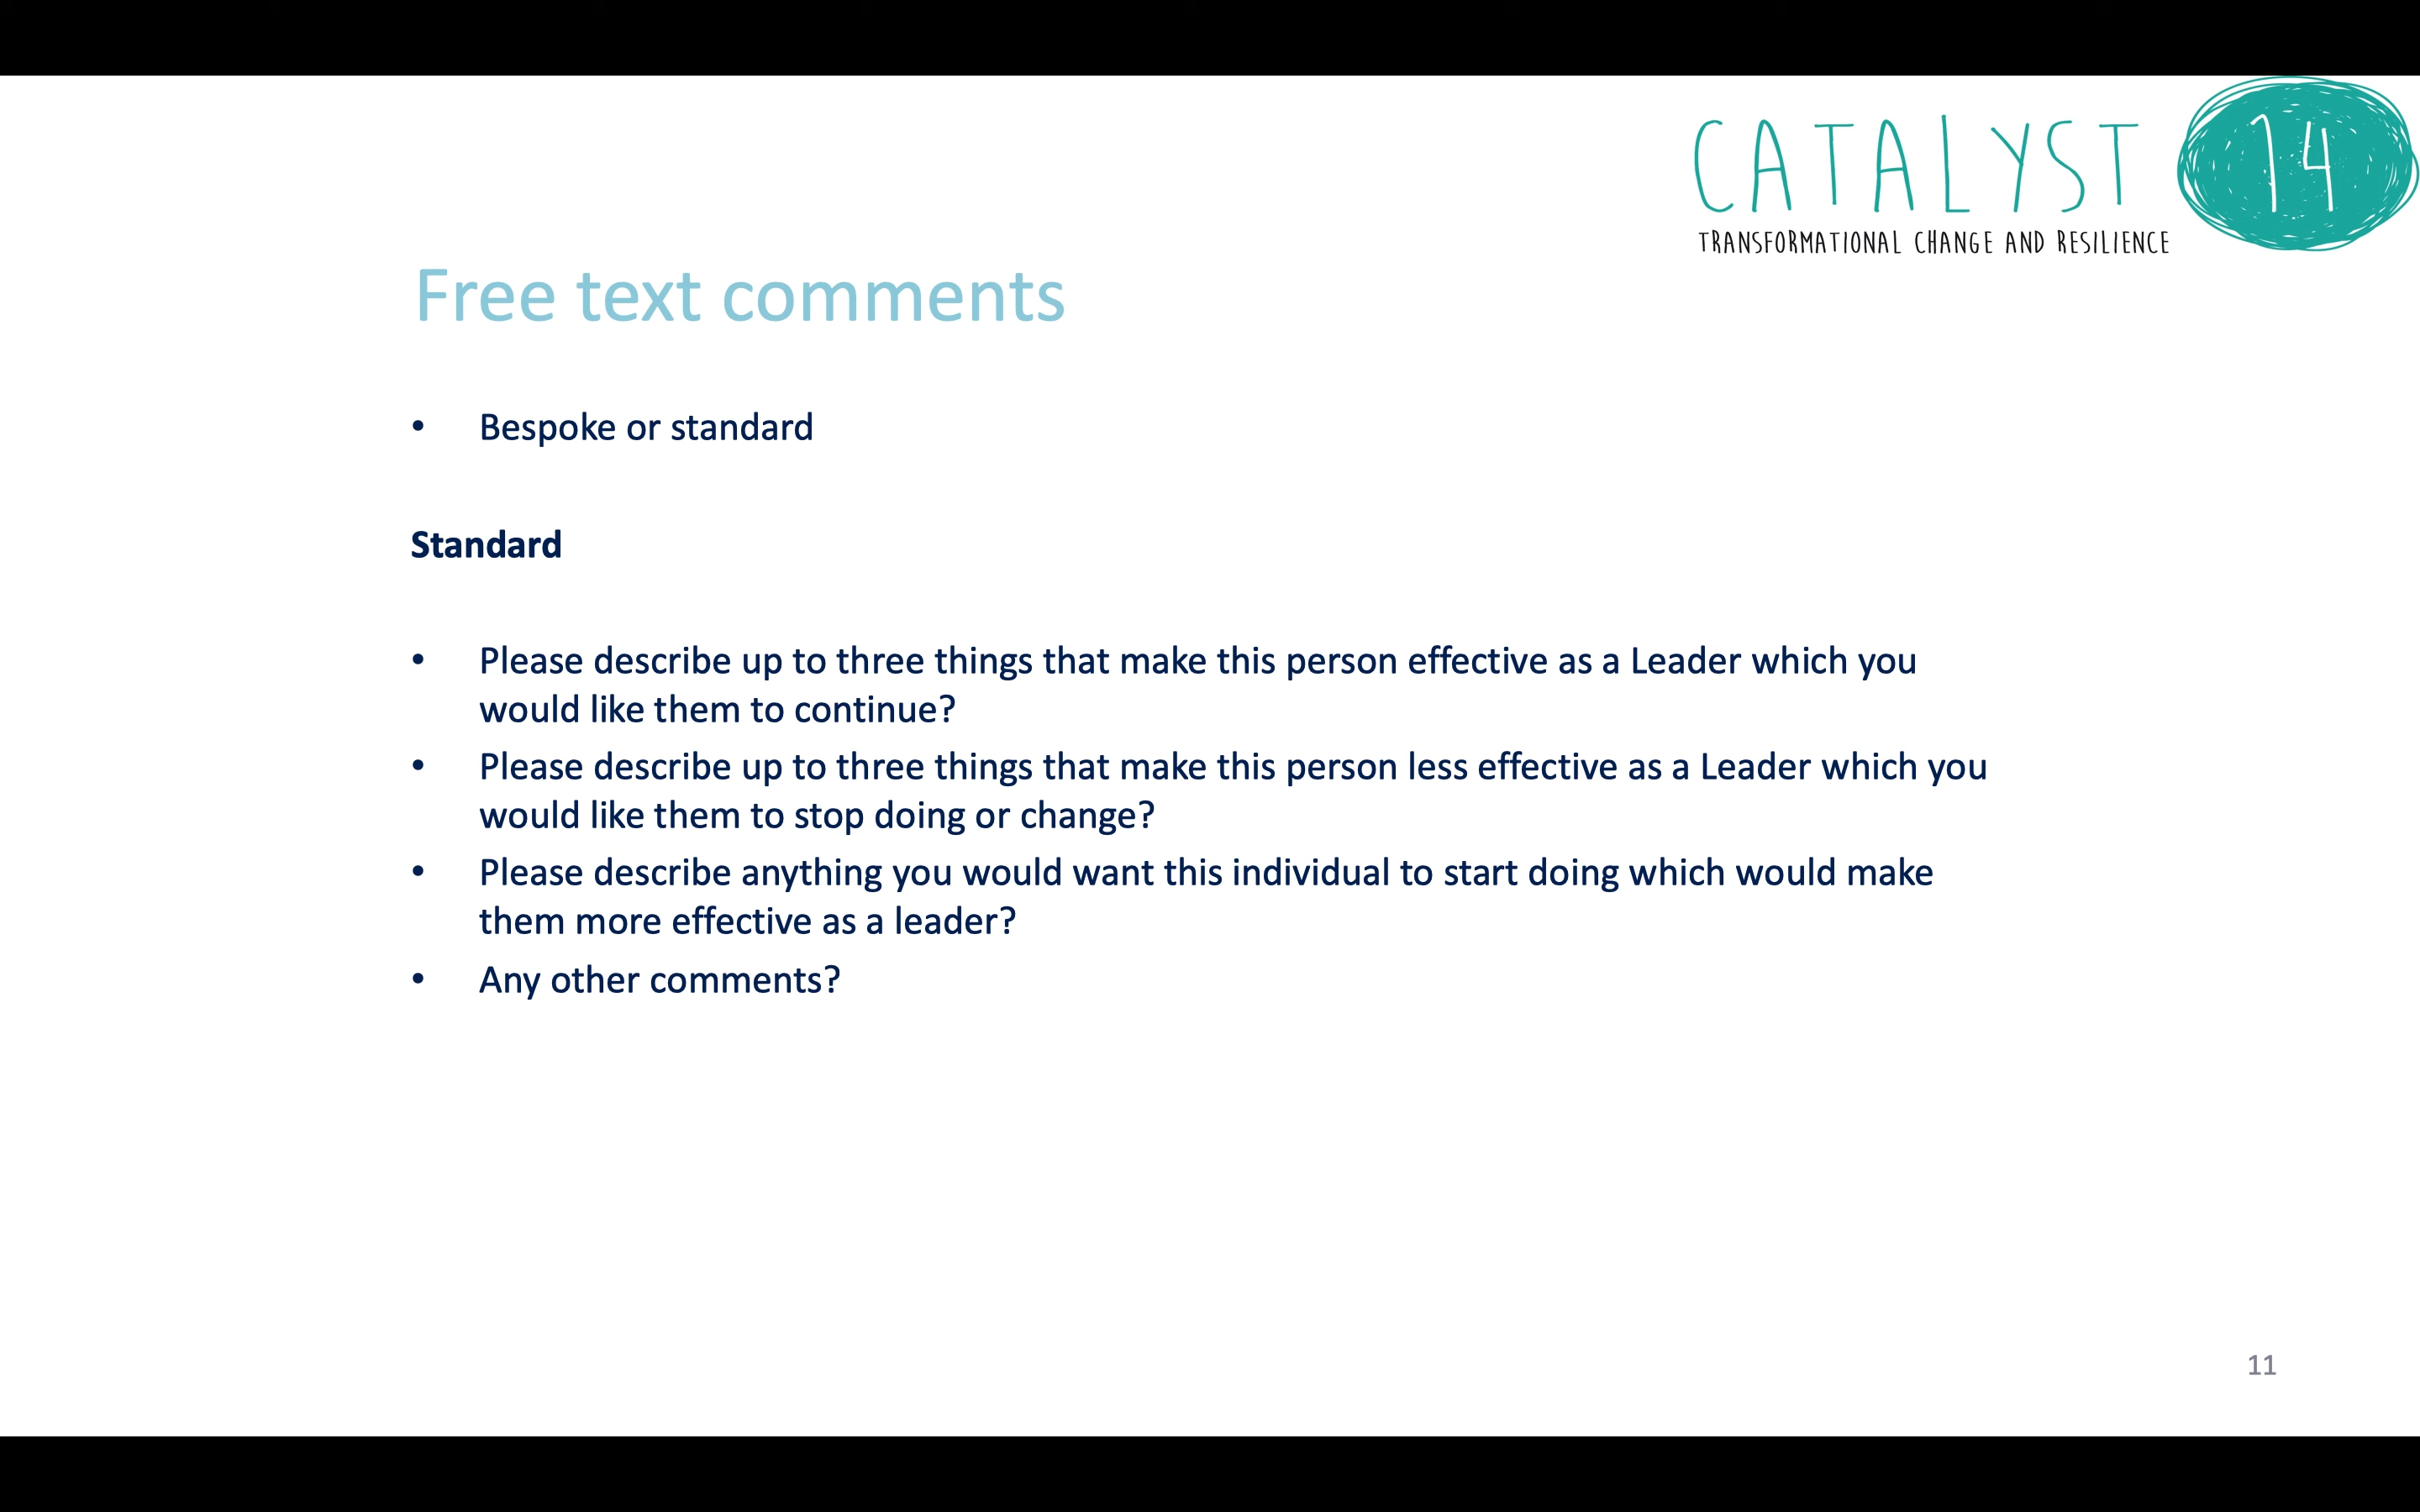 CATALYST 14
TRANSFORMATIONAL CHANGE AND RESILIENCE
Free text comments
• Bespoke or standard
Standard
• Please describe up to three things that make this person effective as a Leader which you
would like them to continue?
• Please describe up to three things that make this person less effective as a Leader which you
would like them to stop doing or change?
• Please describe anything you would want this individual to start doing which would make
them more effective as a leader?
• Any other comments?
11